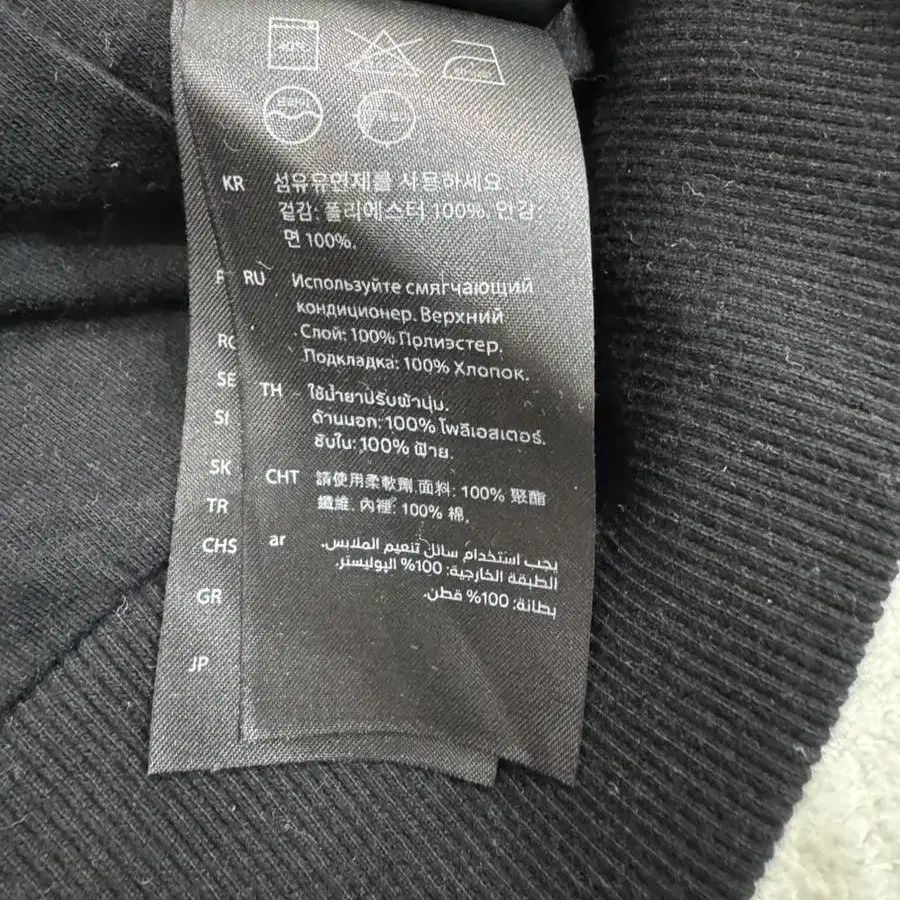 40℃
드라이
KR 섬유유연제를 사용하세요
겉감: 폴리에스터 100%. 안감:
면 100%.
RU Используйте смягчающий
кондиционер. Верхний
Слой: 100% Полиэстер.
Подкладка: 100% Хлопок.
TH ใช้น้ำยาปรับผ้านุ่ม.
ด้านนอก: 100% โพลีเอสเตอร์.
ซับใน: 100% ฝ้าย.
CHT 請使用柔軟劑.面料: 100% 聚酯
纖維. 內裡: 100% 棉.
ar يجب استخدام سائل تنعيم الملابس.
الطبقة الخارجية: 100% البوليستر.
بطانة: 100% قطن.
SE
SI
SK
TR
CHS
GR
JP